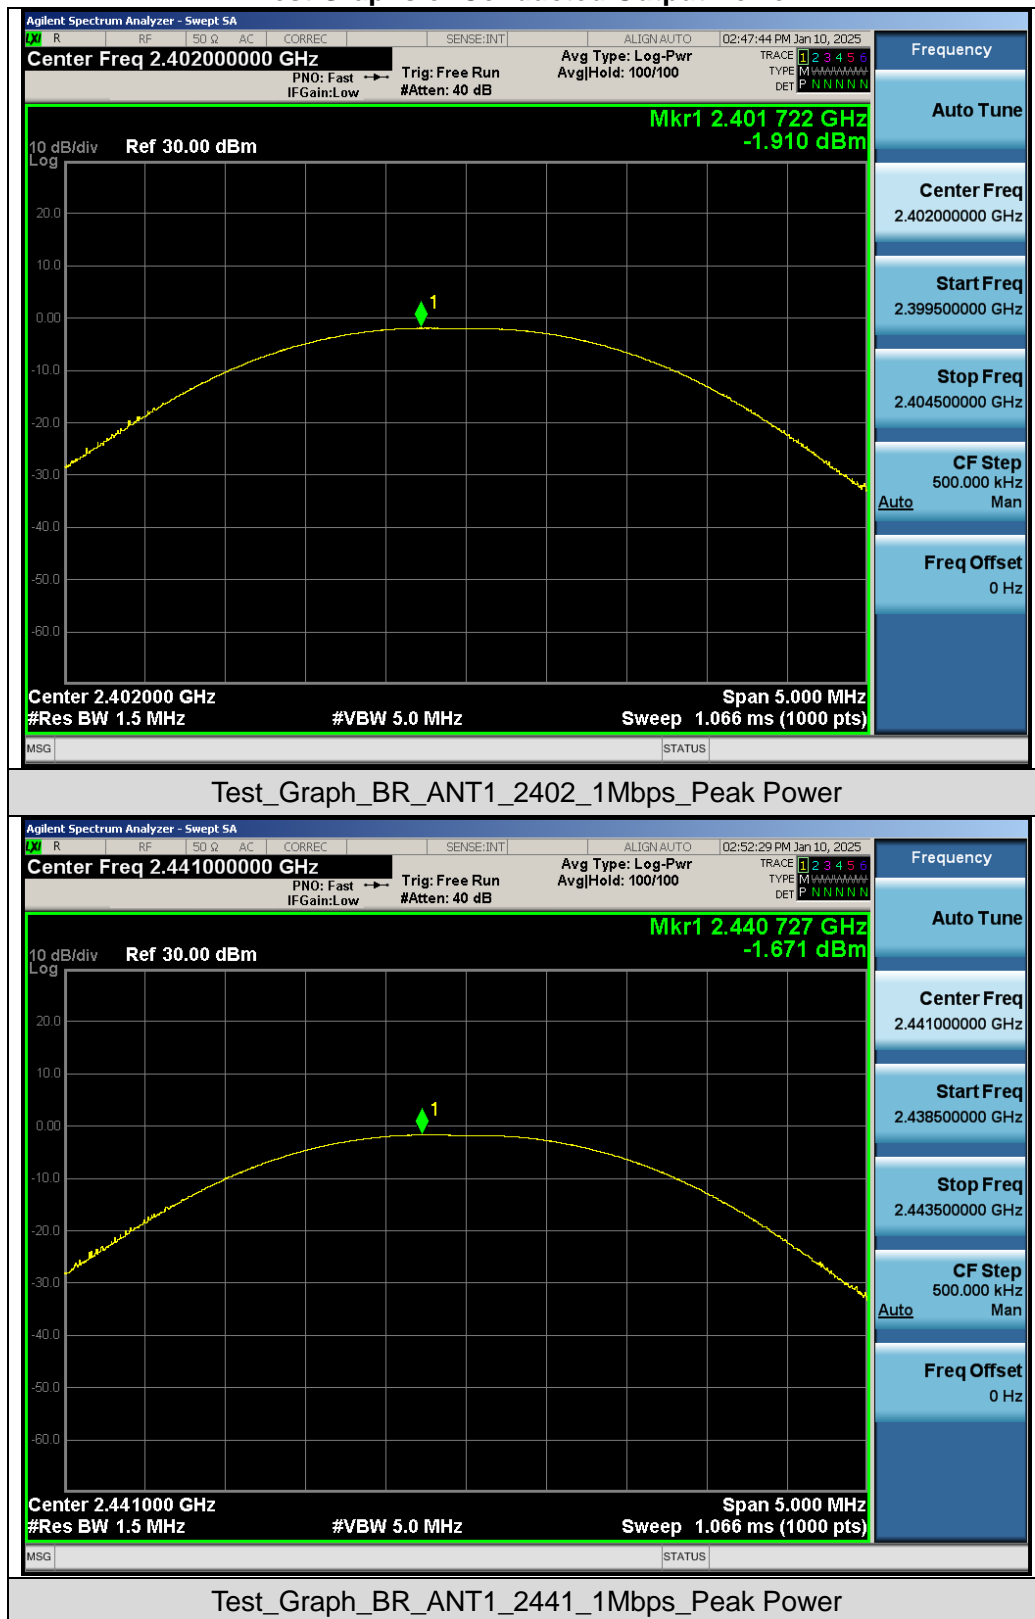 Agilent Spectrum Analyzer - Swept SA
LXI R RF 50 Ω AC CORREC SENSE:INT ALIGN AUTO 02:47:44 PM Jan 10, 2025
Center Freq 2.402000000 GHz
PNO: Fast
IFGain:Low
Trig: Free Run
#Atten: 40 dB
Avg Type: Log-Pwr
Avg|Hold: 100/100
TRACE 1 2 3 4 5 6
TYPE M
DET P N N N N N
Mkr1 2.401 722 GHz
-1.910 dBm
10 dB/div Ref 30.00 dBm
Log
20.0
10.0
1
0.00
-10.0
-20.0
-30.0
-40.0
-50.0
-60.0
Center 2.402000 GHz Span 5.000 MHz
#Res BW 1.5 MHz #VBW 5.0 MHz Sweep 1.066 ms (1000 pts)
MSG STATUS
Frequency
Auto Tune
Center Freq
2.402000000 GHz
Start Freq
2.399500000 GHz
Stop Freq
2.404500000 GHz
CF Step
500.000 kHz
Auto Man
Freq Offset
0 Hz
Test_Graph_BR_ANT1_2402_1Mbps_Peak Power
Agilent Spectrum Analyzer - Swept SA
LXI R RF 50 Ω AC CORREC SENSE:INT ALIGN AUTO 02:52:29 PM Jan 10, 2025
Center Freq 2.441000000 GHz
PNO: Fast
IFGain:Low
Trig: Free Run
#Atten: 40 dB
Avg Type: Log-Pwr
Avg|Hold: 100/100
TRACE 1 2 3 4 5 6
TYPE M
DET P N N N N N
Mkr1 2.440 727 GHz
-1.671 dBm
10 dB/div Ref 30.00 dBm
Log
20.0
10.0
1
0.00
-10.0
-20.0
-30.0
-40.0
-50.0
-60.0
Center 2.441000 GHz Span 5.000 MHz
#Res BW 1.5 MHz #VBW 5.0 MHz Sweep 1.066 ms (1000 pts)
MSG STATUS
Frequency
Auto Tune
Center Freq
2.441000000 GHz
Start Freq
2.438500000 GHz
Stop Freq
2.443500000 GHz
CF Step
500.000 kHz
Auto Man
Freq Offset
0 Hz
Test_Graph_BR_ANT1_2441_1Mbps_Peak Power